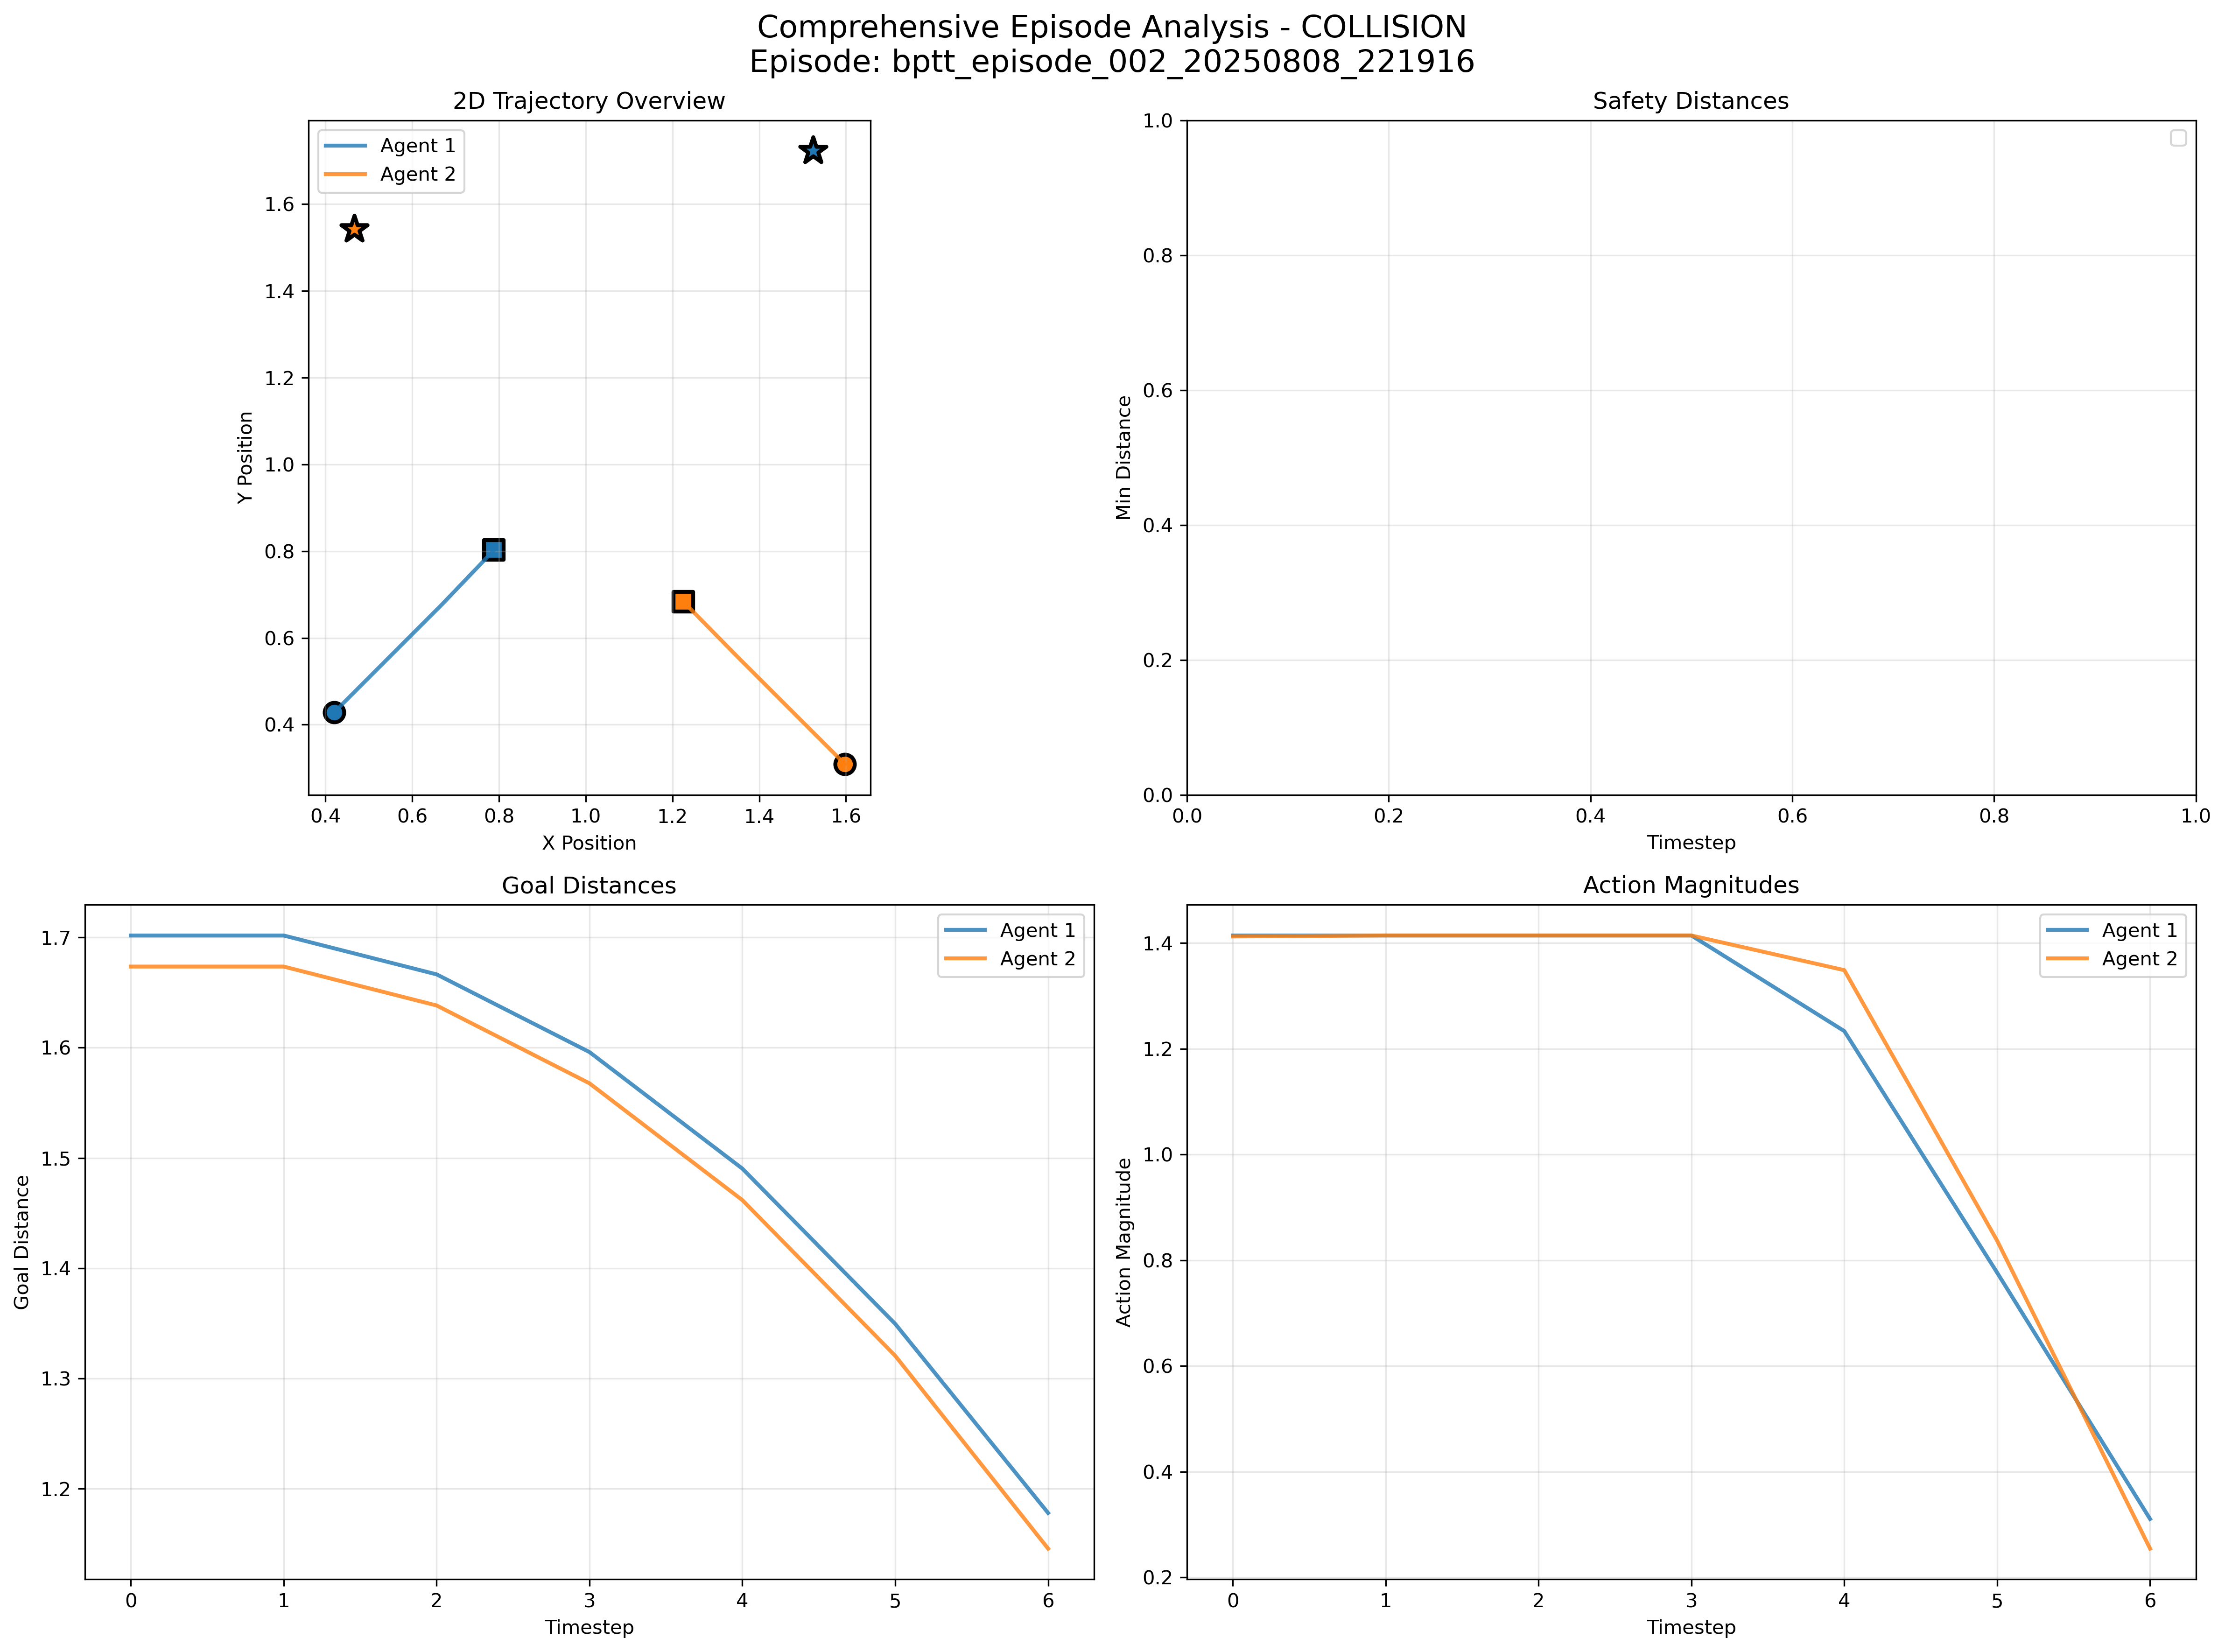 Comprehensive Episode Analysis - COLLISION
Episode: bptt_episode_002_20250808_221916
2D Trajectory Overview
Agent 1
Agent 2
Y Position
1.6
1.4
1.2
1.0
0.8
0.6
0.4
0.4 0.6 0.8 1.0 1.2 1.4 1.6
X Position
Safety Distances
Min Distance
1.0
0.8
0.6
0.4
0.2
0.0
0.0 0.2 0.4 0.6 0.8 1.0
Timestep
Goal Distances
Agent 1
Agent 2
Goal Distance
1.7
1.6
1.5
1.4
1.3
1.2
0 1 2 3 4 5 6
Timestep
Action Magnitudes
Agent 1
Agent 2
Action Magnitude
1.4
1.2
1.0
0.8
0.6
0.4
0.2
0 1 2 3 4 5 6
Timestep